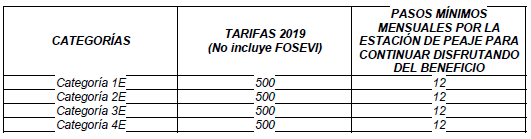 CATEGORÍAS
TARIFAS 2019
(No incluye FOSEVI)
PASOS MÍNIMOS
MENSUALES POR LA
ESTACIÓN DE PEAJE PARA
CONTINUAR DISFRUTANDO
DEL BENEFICIO
Categoría 1E 500 12
Categoría 2E 500 12
Categoría 3E 500 12
Categoría 4E 500 12